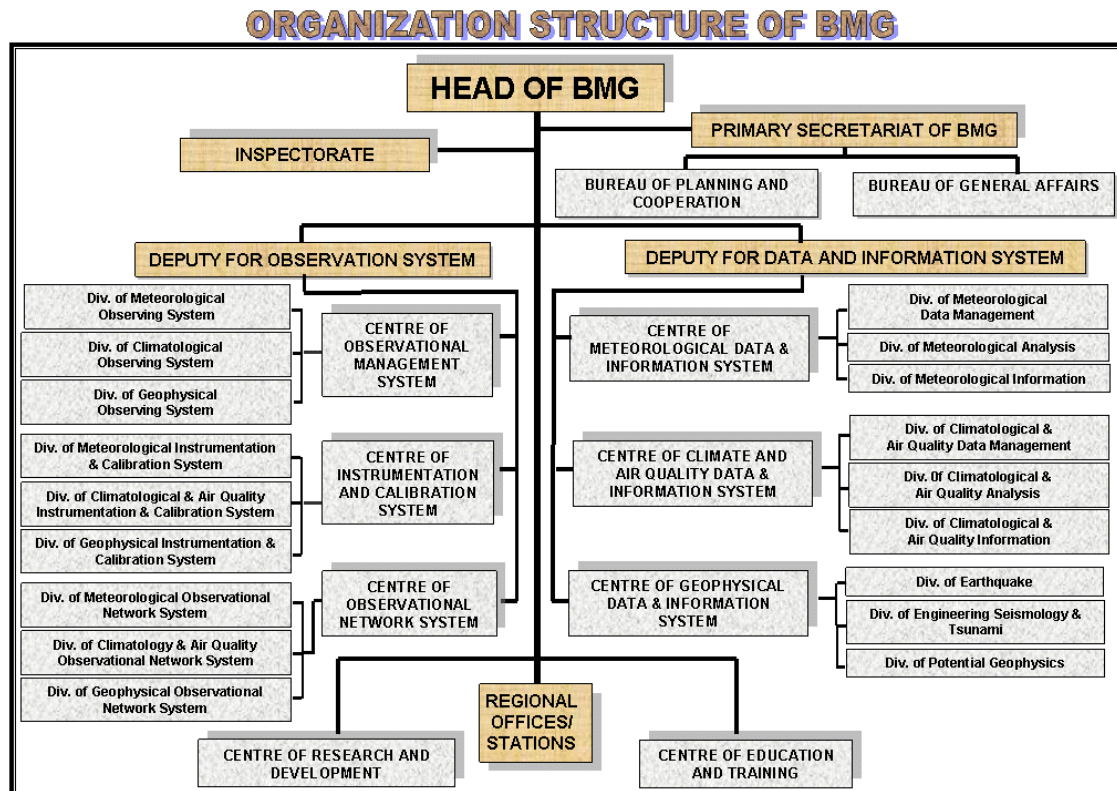 ORGANIZATION STRUCTURE OF BMG
HEAD OF BMG
PRIMARY SECRETARIAT OF BMG
INSPECTORATE
BUREAU OF PLANNING AND
COOPERATION
BUREAU OF GENERAL AFFAIRS
DEPUTY FOR OBSERVATION SYSTEM
DEPUTY FOR DATA AND INFORMATION SYSTEM
Div. of Meteorological
Observing System
Div. of Climatological
Observing System
Div. of Geophysical
Observing System
CENTRE OF
OBSERVATIONAL
MANAGEMENT
SYSTEM
Div. of Meteorological Instrumentation
& Calibration System
Div. of Climatological & Air Quality
Instrumentation & Calibration System
Div. of Geophysical Instrumentation &
Calibration System
CENTRE OF
INSTRUMENTATION
AND CALIBRATION
SYSTEM
Div. of Meteorological Observational
Network System
Div. of Climatology & Air Quality
Observational Network System
Div. of Geophysical Observational
Network System
CENTRE OF
OBSERVATIONAL
NETWORK SYSTEM
CENTRE OF
METEOROLOGICAL DATA &
INFORMATION SYSTEM
Div. of Meteorological
Data Management
Div. of Meteorological Analysis
Div. of Meteorological Information
CENTRE OF CLIMATE AND
AIR QUALITY DATA &
INFORMATION SYSTEM
Div. of Climatological &
Air Quality Data Management
Div. 0f Climatological &
Air Quality Analysis
Div. of Climatological &
Air Quality Information
CENTRE OF GEOPHYSICAL
DATA & INFORMATION
SYSTEM
Div. of Earthquake
Div. of Engineering Seismology &
Tsunami
Div. of Potential Geophysics
REGIONAL
OFFICES/
STATIONS
CENTRE OF RESEARCH AND
DEVELOPMENT
CENTRE OF EDUCATION
AND TRAINING